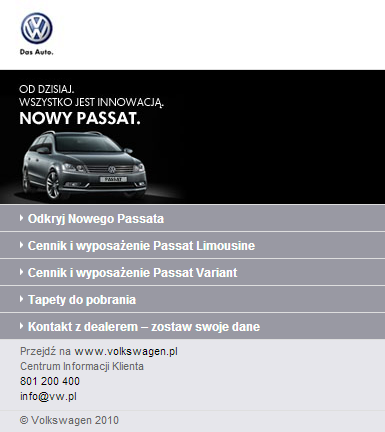 Das Auto.
OD DZISIAJ.
WSZYSTKO JEST INNOWACJĄ.
NOWY PASSAT.
PASSAT
Odkryj Nowego Passata
Cennik i wyposażenie Passat Limousine
Cennik i wyposażenie Passat Variant
Tapety do pobrania
Kontakt z dealerem – zostaw swoje dane
Przejdź na www.volkswagen.pl
Centrum Informacji Klienta
801 200 400
info@vw.pl
© Volkswagen 2010